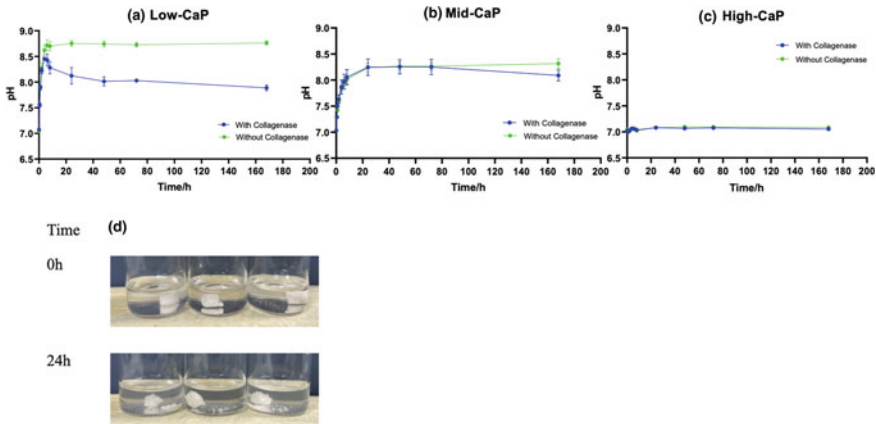 (a) Low-CaP
9.0
8.5
8.0
7.5
7.0
6.5
pH
0 20 40 60 80 100 120 140 160 180 200
Time/h
With Collagenase
Without Collagenase
(b) Mid-CaP
9.0
8.5
8.0
7.5
7.0
6.5
pH
0 20 40 60 80 100 120 140 160 180 200
Time/h
With Collagenase
Without Collagenase
(c) High-CaP
9.0
8.5
8.0
7.5
7.0
6.5
pH
0 20 40 60 80 100 120 140 160 180 200
Time/h
With Collagenase
Without Collagenase
Time (d)
0h
24h